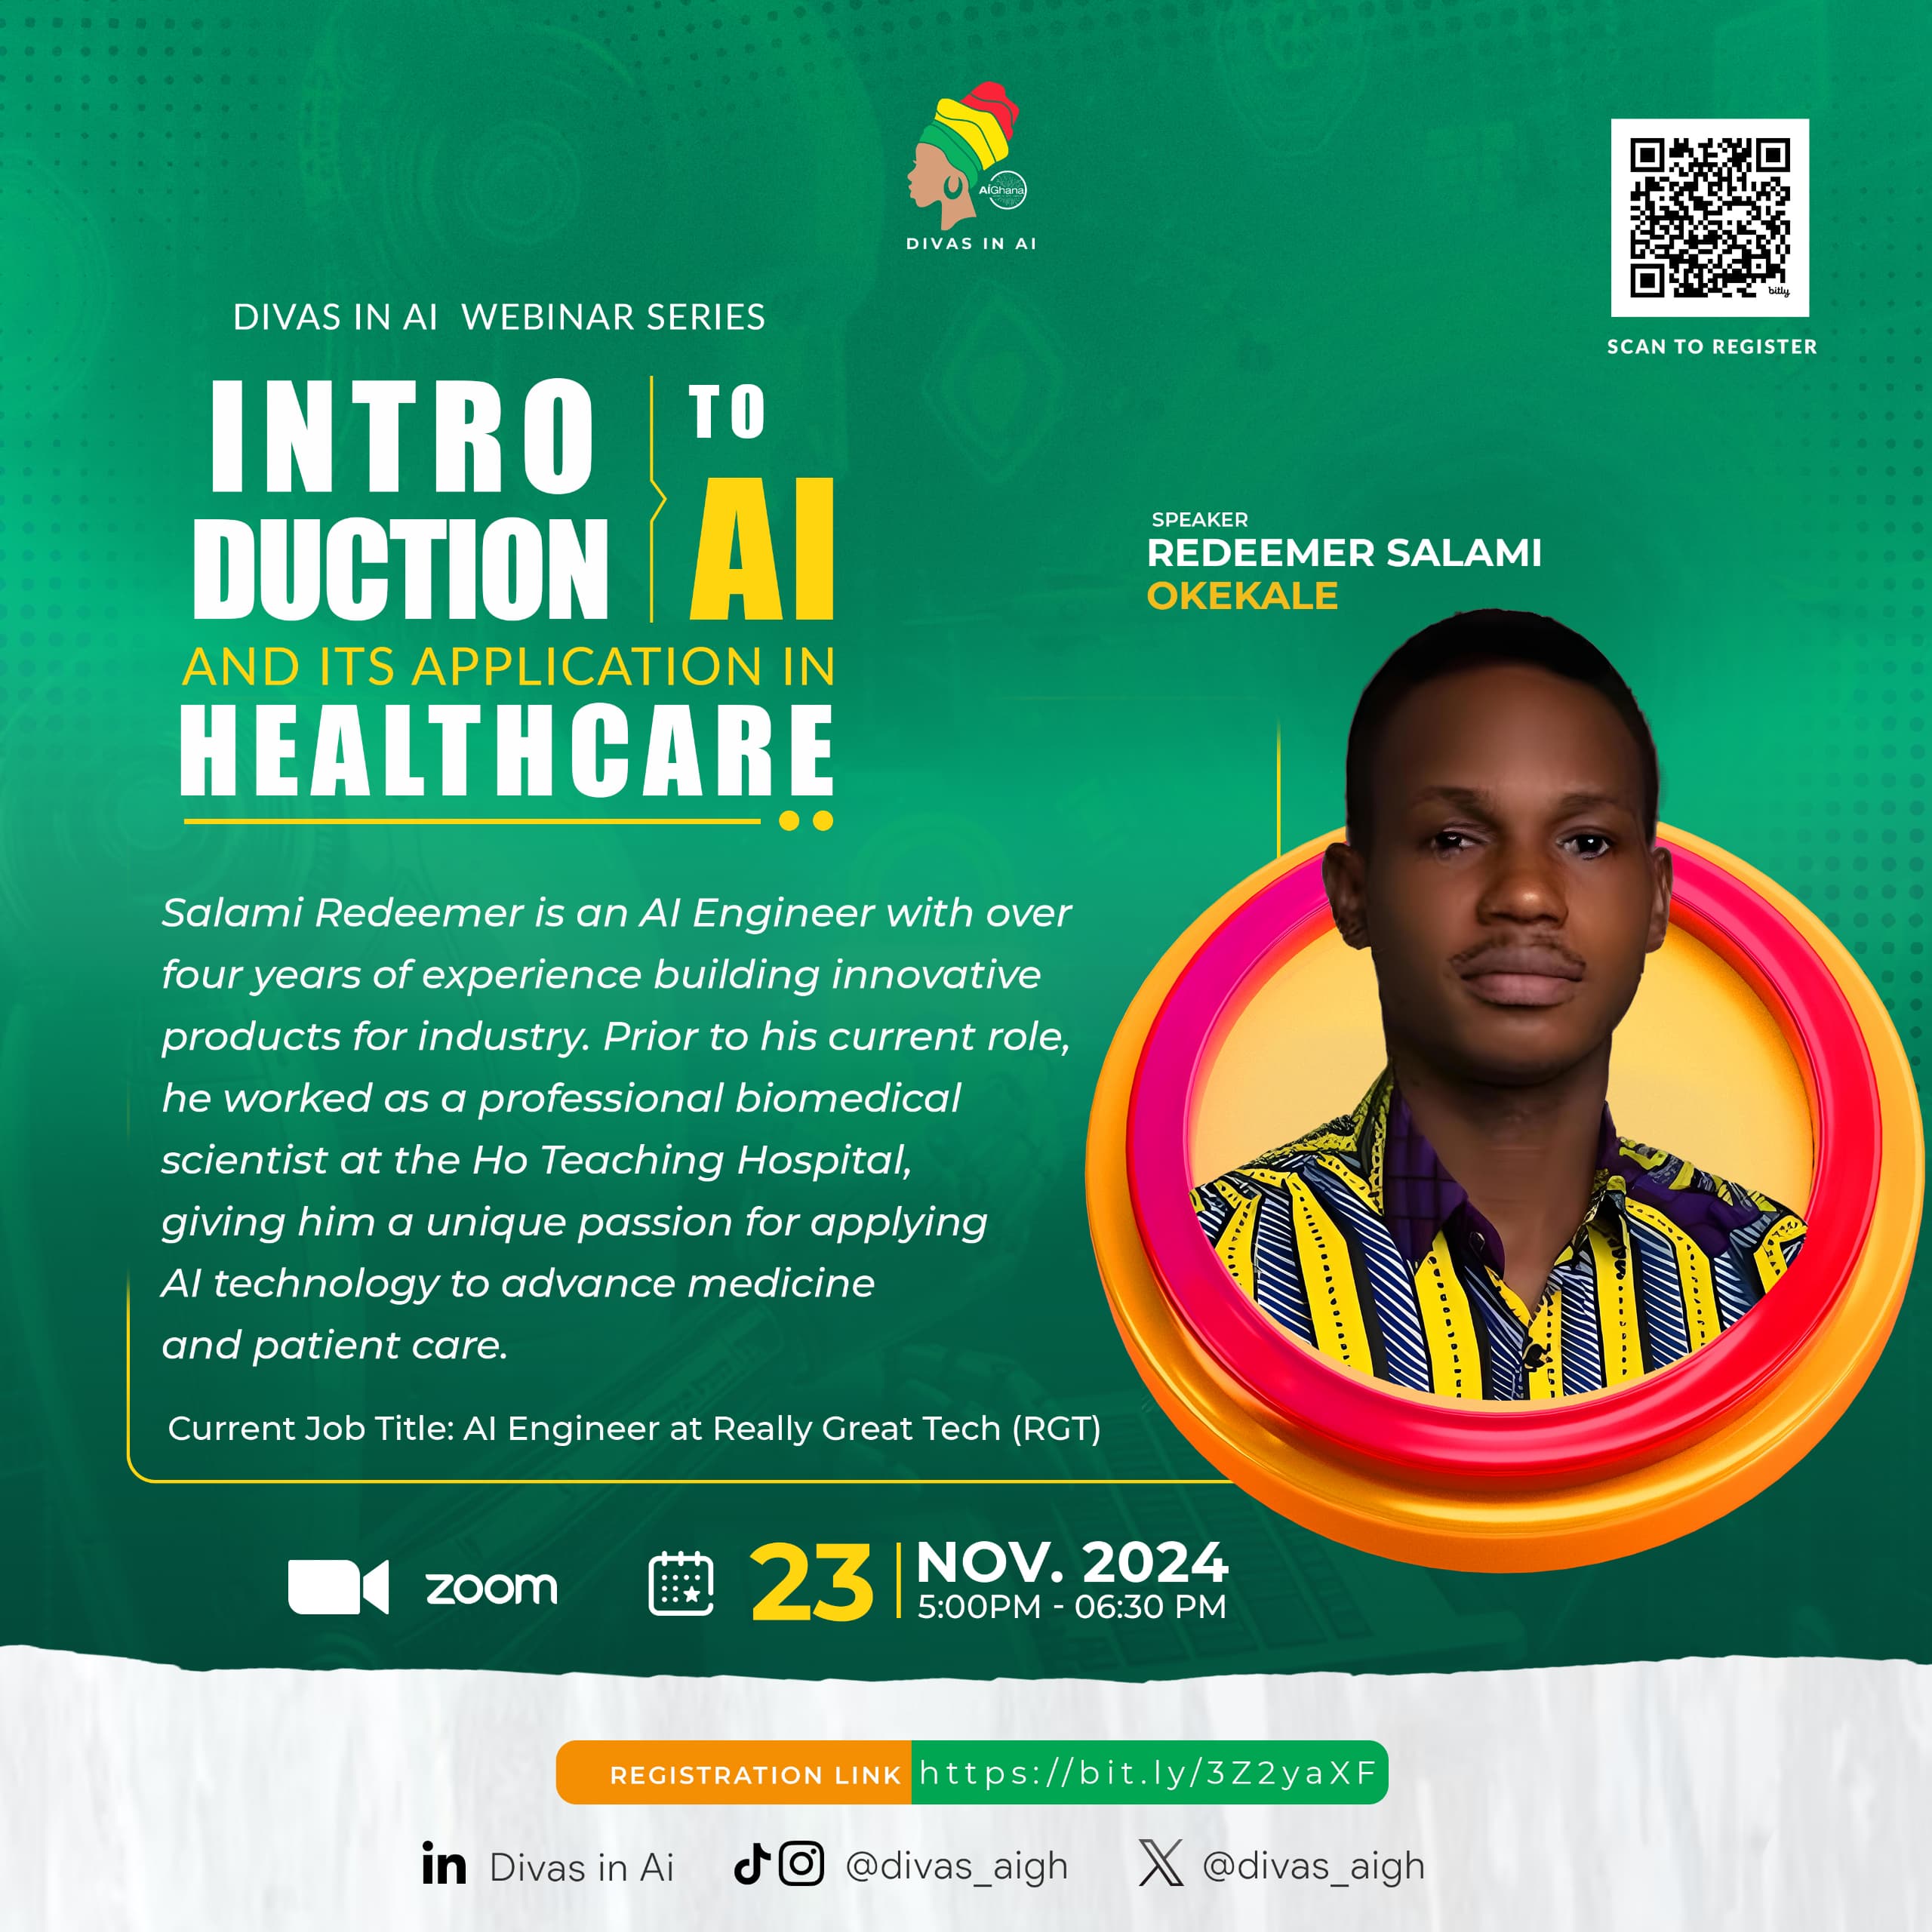 AiGhana
DIVAS IN AI
bitly
SCAN TO REGISTER
DIVAS IN AI WEBINAR SERIES
INTRO
DUCTION
TO
AI
AND ITS APPLICATION IN
HEALTHCARE
SPEAKER
REDEEMER SALAMI
OKEKALE
Salami Redeemer is an AI Engineer with over
four years of experience building innovative
products for industry. Prior to his current role,
he worked as a professional biomedical
scientist at the Ho Teaching Hospital,
giving him a unique passion for applying
AI technology to advance medicine
and patient care.
Current Job Title: AI Engineer at Really Great Tech (RGT)
zoom
23
NOV. 2024
5:00PM - 06:30 PM
REGISTRATION LINK https://bit.ly/3Z2yaXF
in Divas in Ai
@divas_aigh
@divas_aigh